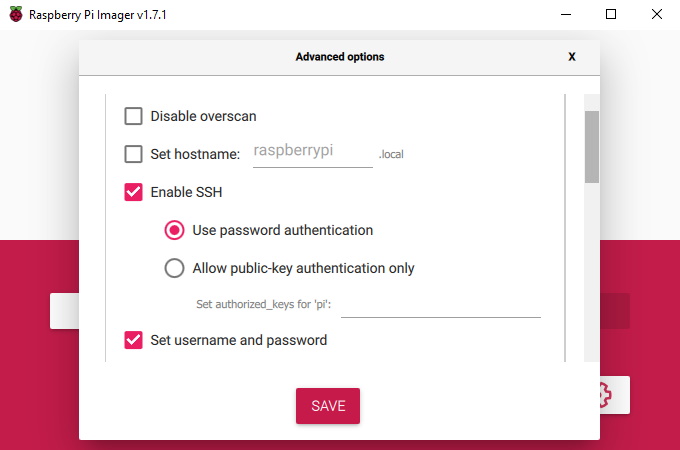 Raspberry Pi Imager v1.7.1
Advanced options
X
Disable overscan
Set hostname: raspberrypi .local
Enable SSH
Use password authentication
Allow public-key authentication only
Set authorized_keys for 'pi':
Set username and password
SAVE